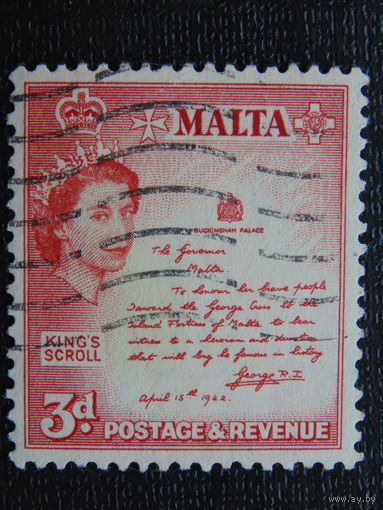 MALTA
BUCKINGHAM PALACE
The Governor
Malta
To honour her brave people
I award the George Cross to the
Island Fortress of Malta to bear
witness to a heroism and devotion
that will long be famous in history
George R.I
April 15th 1942.
KING'S
SCROLL
3d. POSTAGE & REVENUE
www.ay.by